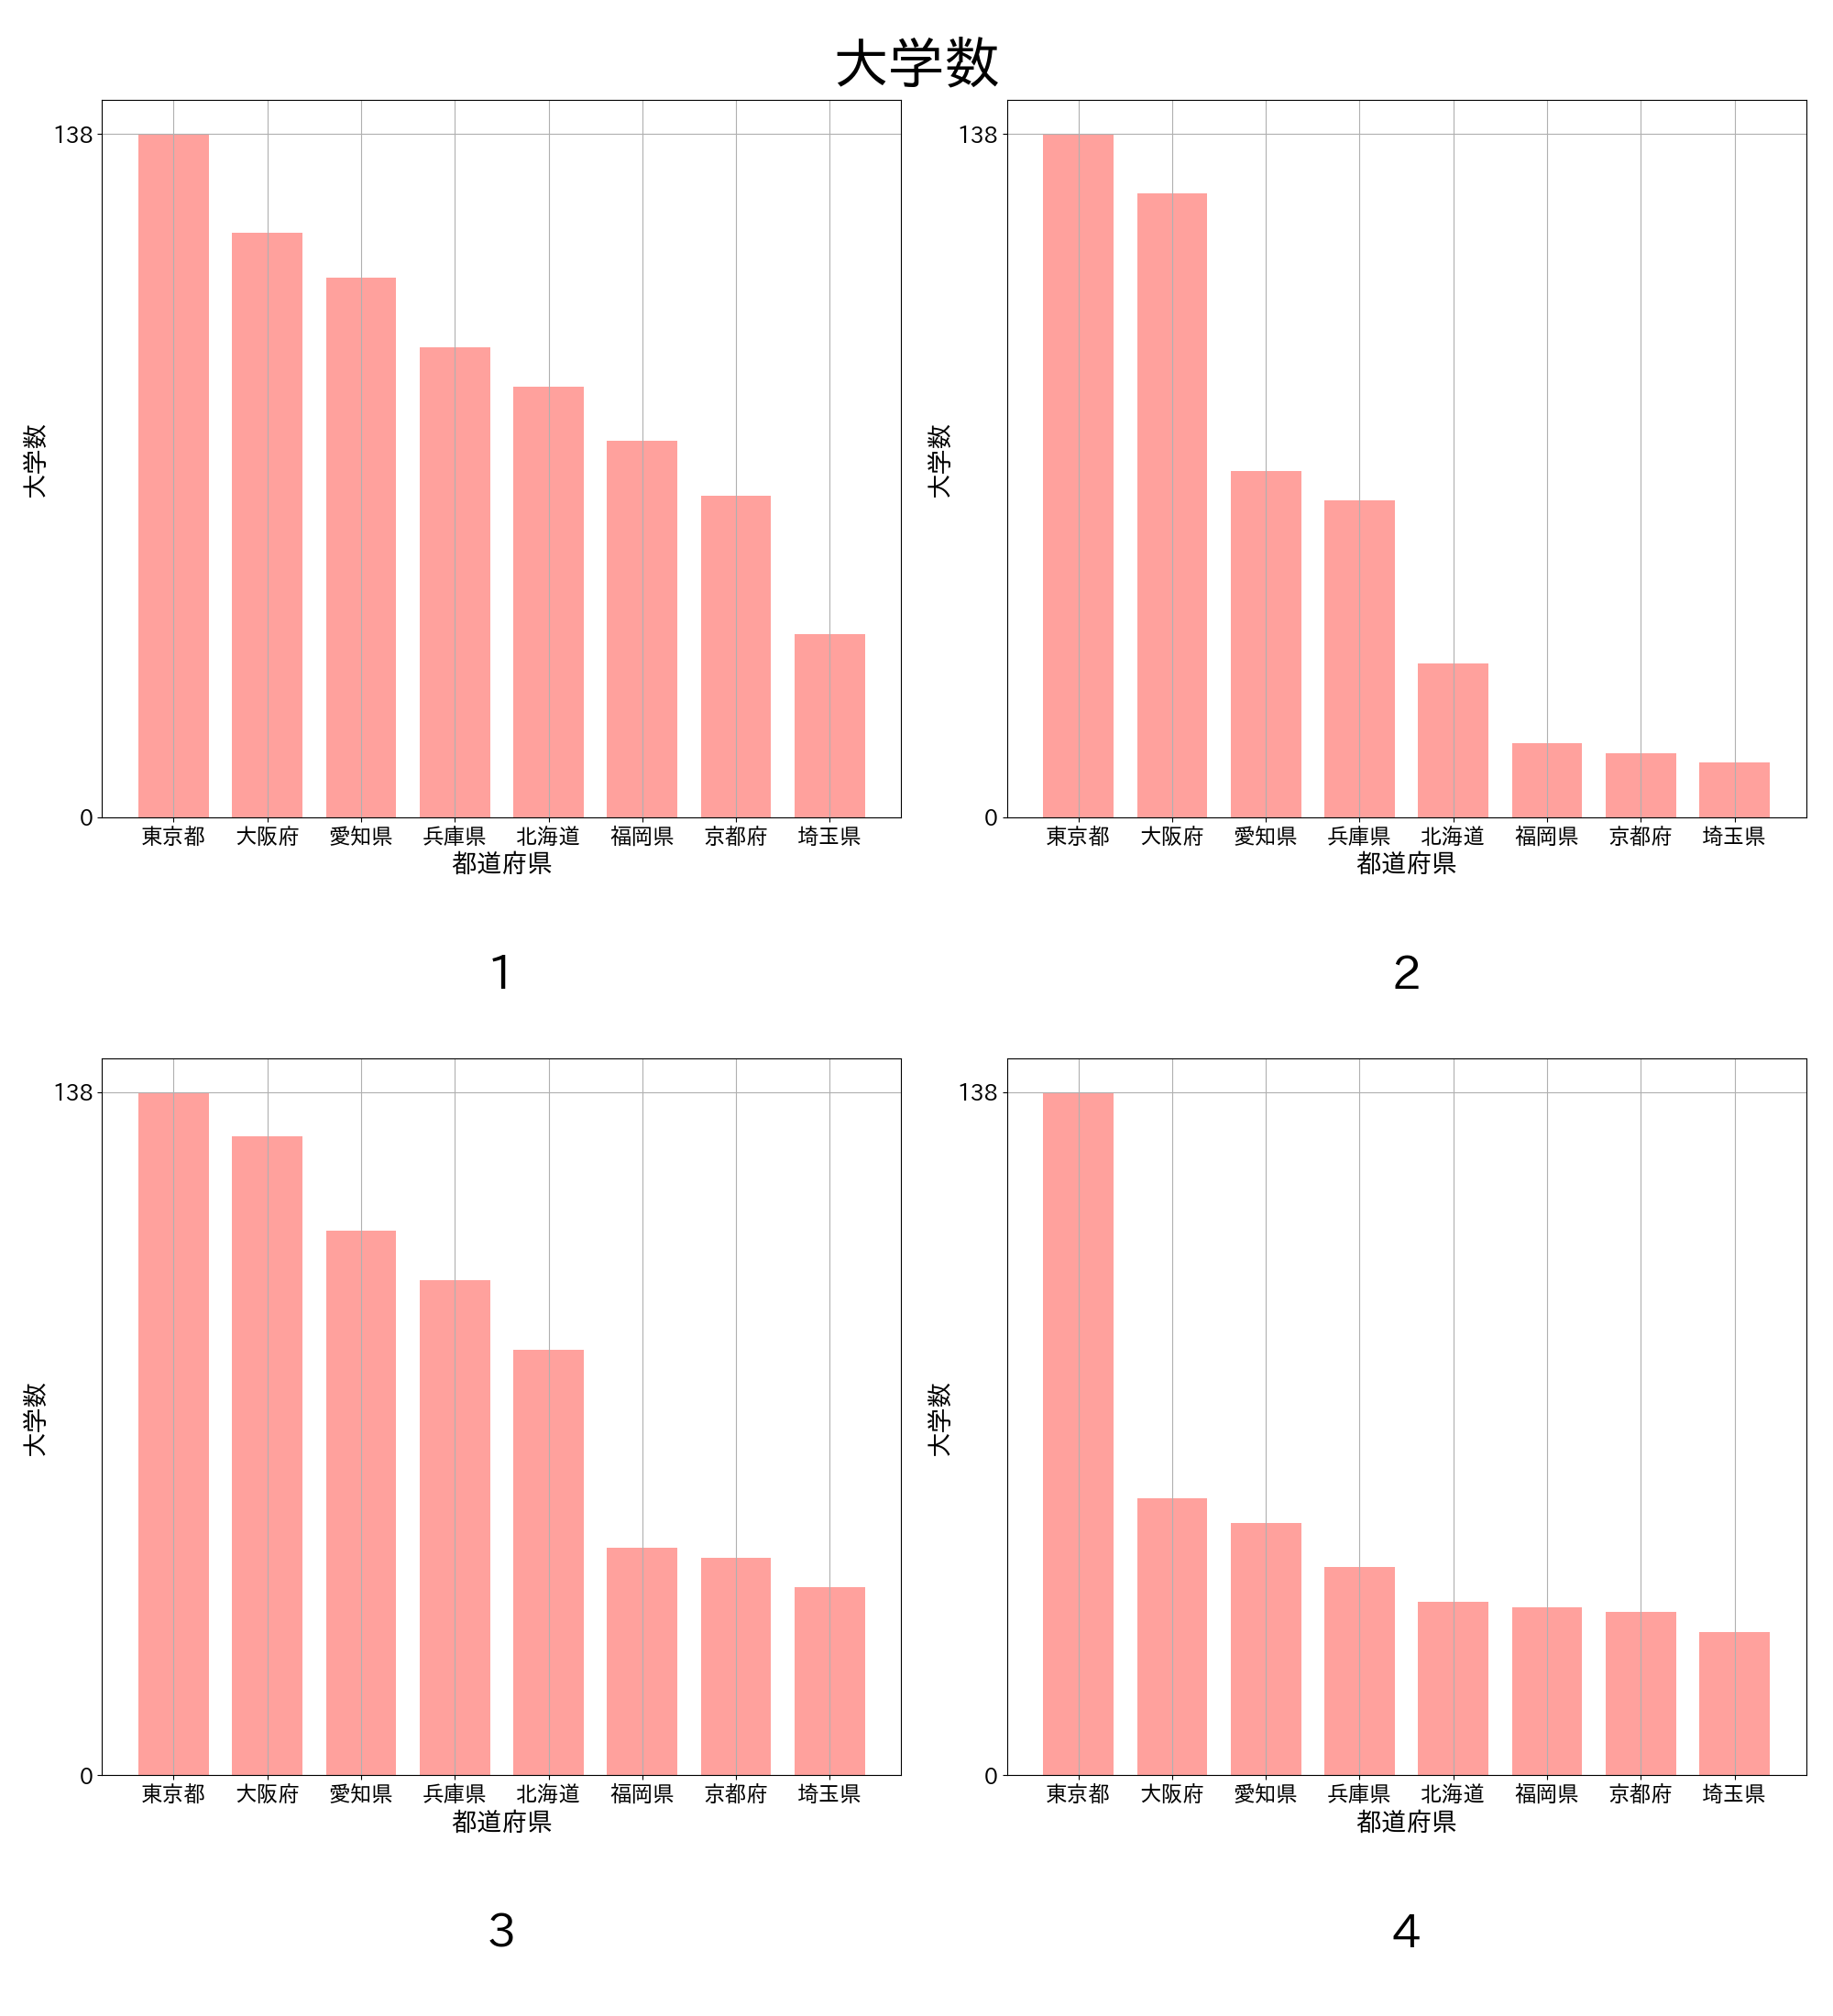 大学数
138
0
大学数
東京都 大阪府 愛知県 兵庫県 北海道 福岡県 京都府 埼玉県
都道府県
1
138
0
大学数
東京都 大阪府 愛知県 兵庫県 北海道 福岡県 京都府 埼玉県
都道府県
2
138
0
大学数
東京都 大阪府 愛知県 兵庫県 北海道 福岡県 京都府 埼玉県
都道府県
3
138
0
大学数
東京都 大阪府 愛知県 兵庫県 北海道 福岡県 京都府 埼玉県
都道府県
4